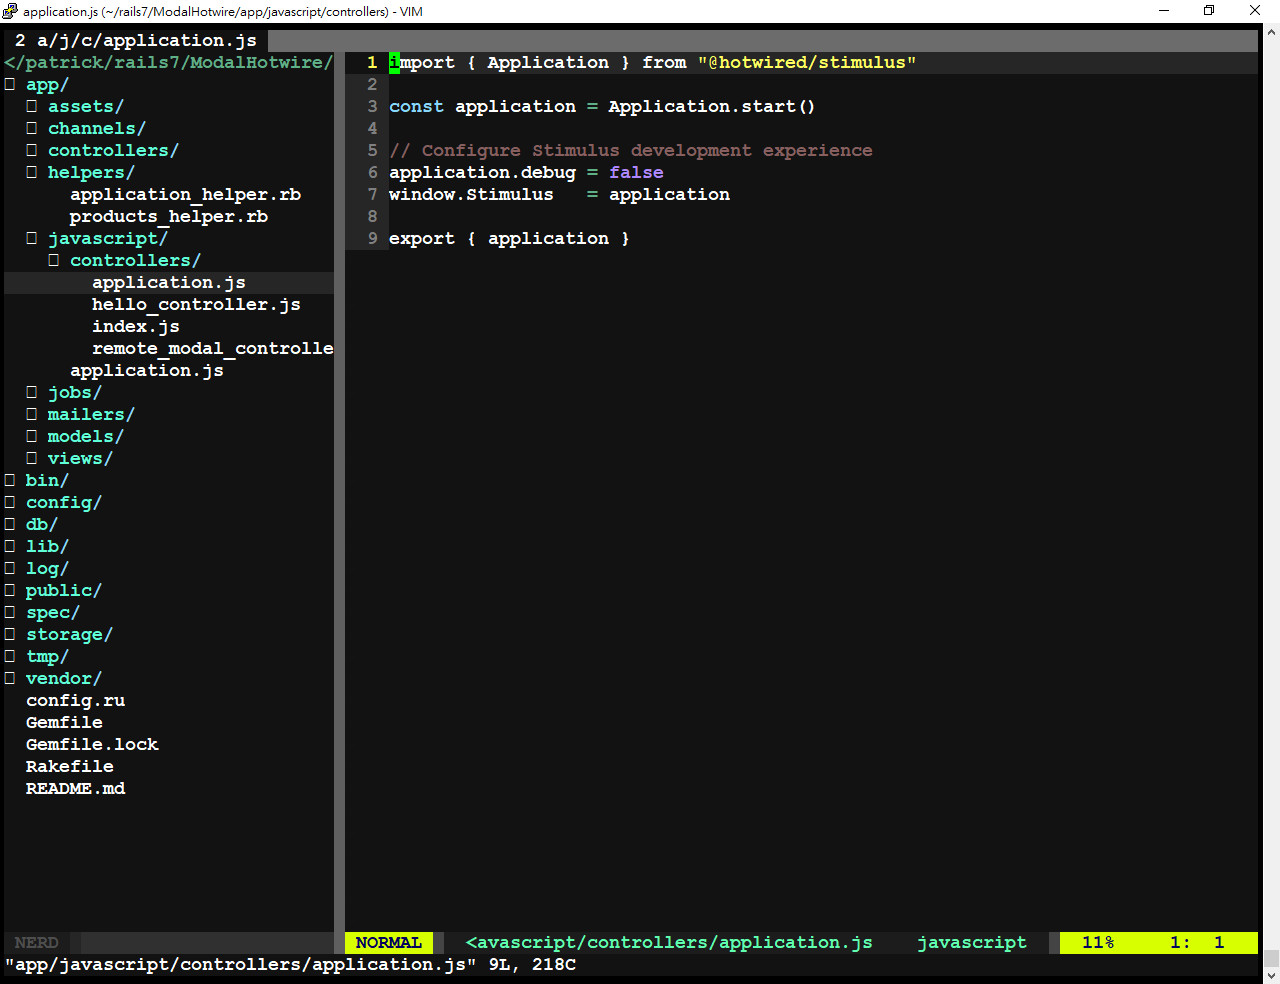 application.js (~/rails7/ModalHotwire/app/javascript/controllers) - VIM
2 a/j/c/application.js
</patrick/rails7/ModalHotwire/
app/
assets/
channels/
controllers/
helpers/
application_helper.rb
products_helper.rb
javascript/
controllers/
application.js
hello_controller.js
index.js
remote_modal_controlle
application.js
jobs/
mailers/
models/
views/
bin/
config/
db/
lib/
log/
public/
spec/
storage/
tmp/
vendor/
config.ru
Gemfile
Gemfile.lock
Rakefile
README.md
1 import { Application } from "@hotwired/stimulus"
2
3 const application = Application.start()
4
5 // Configure Stimulus development experience
6 application.debug = false
7 window.Stimulus   = application
8
9 export { application }
NERD
NORMAL <avascript/controllers/application.js javascript 11% 1: 1
"app/javascript/controllers/application.js" 9L, 218C